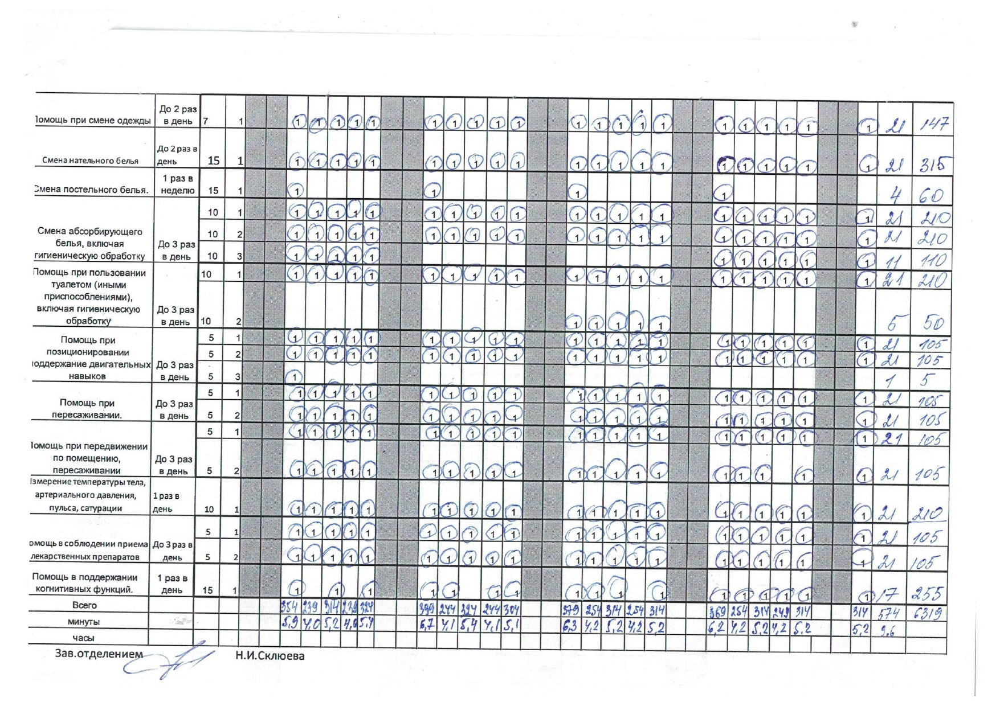 Помощь при смене одежды До 2 раз в день 7 1 1 1 1 1 1 1 1 1 1 1 1 1 1 1 1 1 1 1 1 1 1 21 147
Смена нательного белья До 2 раз в день 15 1 1 1 1 1 1 1 1 1 1 1 1 1 1 1 1 1 1 1 1 1 1 21 315
Смена постельного белья. 1 раз в неделю 15 1 1 1 1 1 4 60
Смена абсорбирующего белья, включая гигиеническую обработку До 3 раз в день
10 1 1 1 1 1 1 1 1 1 1 1 1 1 1 1 1 1 1 1 1 1 1 21 210
10 2 1 1 1 1 1 1 1 1 1 1 1 1 1 1 1 1 1 1 1 1 1 21 210
10 3 1 1 1 1 1 1 1 1 1 1 1 11 110
Помощь при пользовании туалетом (иными приспособлениями), включая гигиеническую обработку До 3 раз в день
10 1 1 1 1 1 1 1 1 1 1 1 1 1 1 1 1 1 1 1 1 1 1 21 210
10 2 1 1 1 1 1 5 50
Помощь при позиционировании поддержание двигательных навыков До 3 раз в день
5 1 1 1 1 1 1 1 1 1 1 1 1 1 1 1 1 1 1 1 1 1 1 21 105
5 2 1 1 1 1 1 1 1 1 1 1 1 1 1 1 1 1 1 1 1 1 1 21 105
5 3 1 1 5
Помощь при пересаживании. До 3 раз в день
5 1 1 1 1 1 1 1 1 1 1 1 1 1 1 1 1 1 1 1 1 1 1 21 105
5 2 1 1 1 1 1 1 1 1 1 1 1 1 1 1 1 1 1 1 1 1 1 21 105
Помощь при передвижении по помещению, пересаживании До 3 раз в день
5 1 1 1 1 1 1 1 1 1 1 1 1 1 1 1 1 1 1 1 1 1 1 21 105
5 2 1 1 1 1 1 1 1 1 1 1 1 1 1 1 1 1 1 1 1 1 21 105
Измерение температуры тела, артериального давления, пульса, сатурации 1 раз в день 10 1 1 1 1 1 1 1 1 1 1 1 1 1 1 1 1 1 1 1 1 1 1 21 210
Помощь в соблюдении приема лекарственных препаратов До 3 раз в день
5 1 1 1 1 1 1 1 1 1 1 1 1 1 1 1 1 1 1 1 1 1 1 21 105
5 2 1 1 1 1 1 1 1 1 1 1 1 1 1 1 1 1 1 1 1 1 1 21 105
Помощь в поддержании когнитивных функций. 1 раз в день 15 1 1 1 1 1 1 1 1 1 1 1 1 1 1 1 1 1 1 17 255
Всего 354 239 314 239 324 399 244 324 244 304 379 254 314 254 314 369 254 314 249 314 314 574 6319
минуты 5,9 4,0 5,2 4,0 5,4 6,7 4,1 5,4 4,1 5,1 6,3 4,2 5,2 4,2 5,2 6,2 4,2 5,2 4,2 5,2 5,2 9,6
часы
Зав.отделением Н.И.Склюева